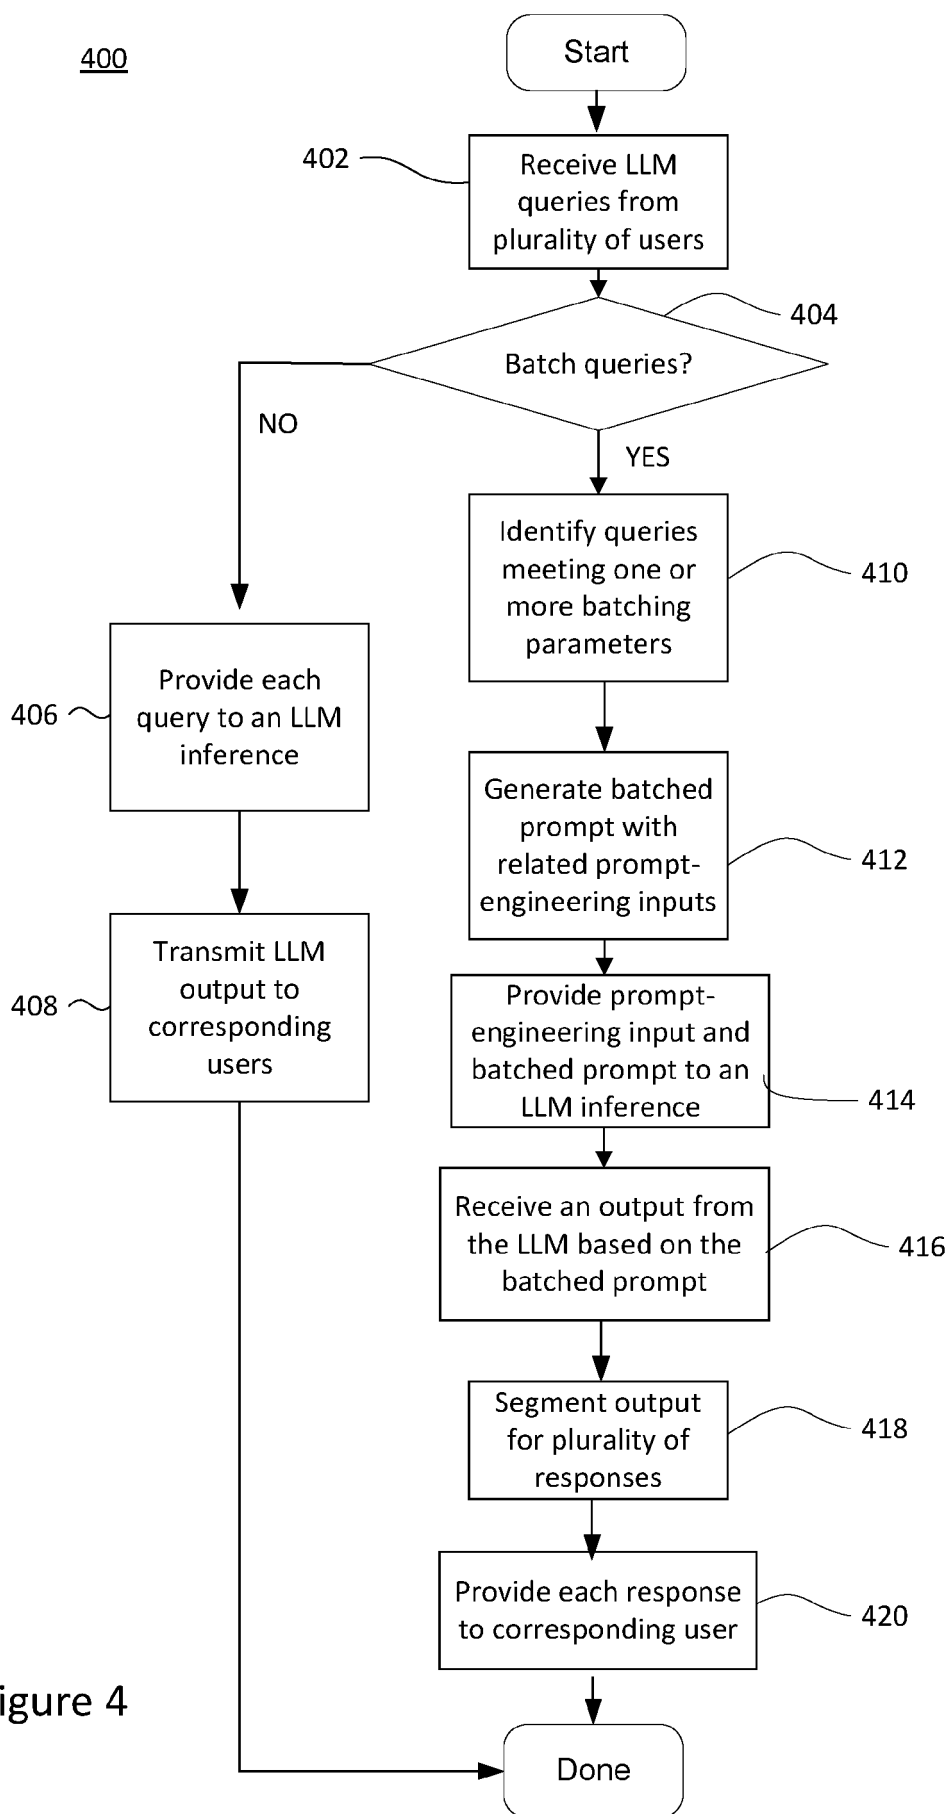 400
Start
402
Receive LLM
queries from
plurality of users
404
Batch queries?
NO
YES
Identify queries
meeting one or
more batching
parameters
410
Provide each
query to an LLM
inference
406
Generate batched
prompt with
related prompt-
engineering inputs
412
Transmit LLM
output to
corresponding
users
408
Provide prompt-
engineering input and
batched prompt to an
LLM inference
414
Receive an output from
the LLM based on the
batched prompt
416
Segment output
for plurality of
responses
418
Provide each response
to corresponding user
420
igure 4
Done